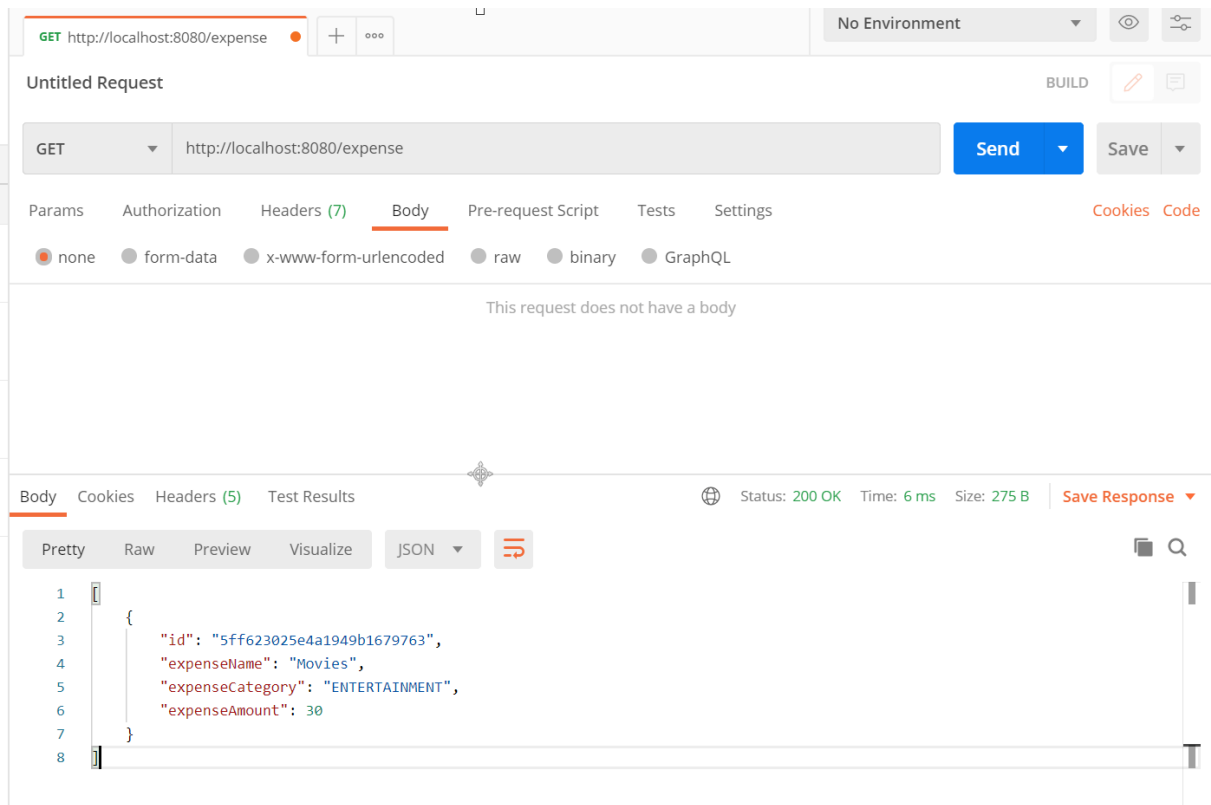 GET http://localhost:8080/expense
No Environment
Untitled Request
BUILD
GET http://localhost:8080/expense Send Save
Params Authorization Headers (7) Body Pre-request Script Tests Settings Cookies Code
none form-data x-www-form-urlencoded raw binary GraphQL
This request does not have a body
Body Cookies Headers (5) Test Results Status: 200 OK Time: 6 ms Size: 275 B Save Response
Pretty Raw Preview Visualize JSON
1 [
2 {
3 "id": "5ff623025e4a1949b1679763",
4 "expenseName": "Movies",
5 "expenseCategory": "ENTERTAINMENT",
6 "expenseAmount": 30
7 }
8 ]